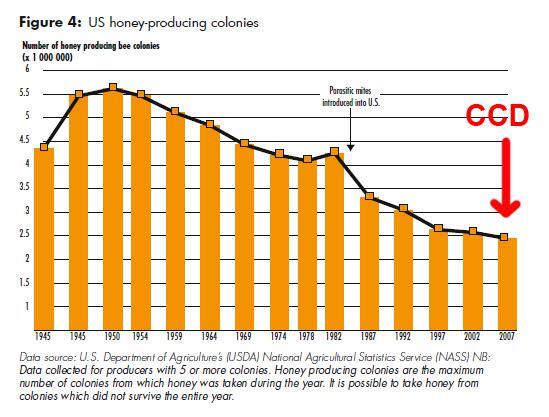 Figure 4: US honey-producing colonies
Number of honey producing bee colonies
(x 1 000 000)
6
5.5
5
4.5
4
3.5
3
2.5
2
1.5
1
Parasitic mites
introduced into U.S.
CCD
1945 1945 1950 1954 1959 1964 1969 1974 1978 1982 1987 1992 1997 2002 2007
Data source: U.S. Department of Agriculture's (USDA) National Agricultural Statistics Service (NASS) NB:
Data collected for producers with 5 or more colonies. Honey producing colonies are the maximum
number of colonies from which honey was taken during the year. It is possible to take honey from
colonies which did not survive the entire year.